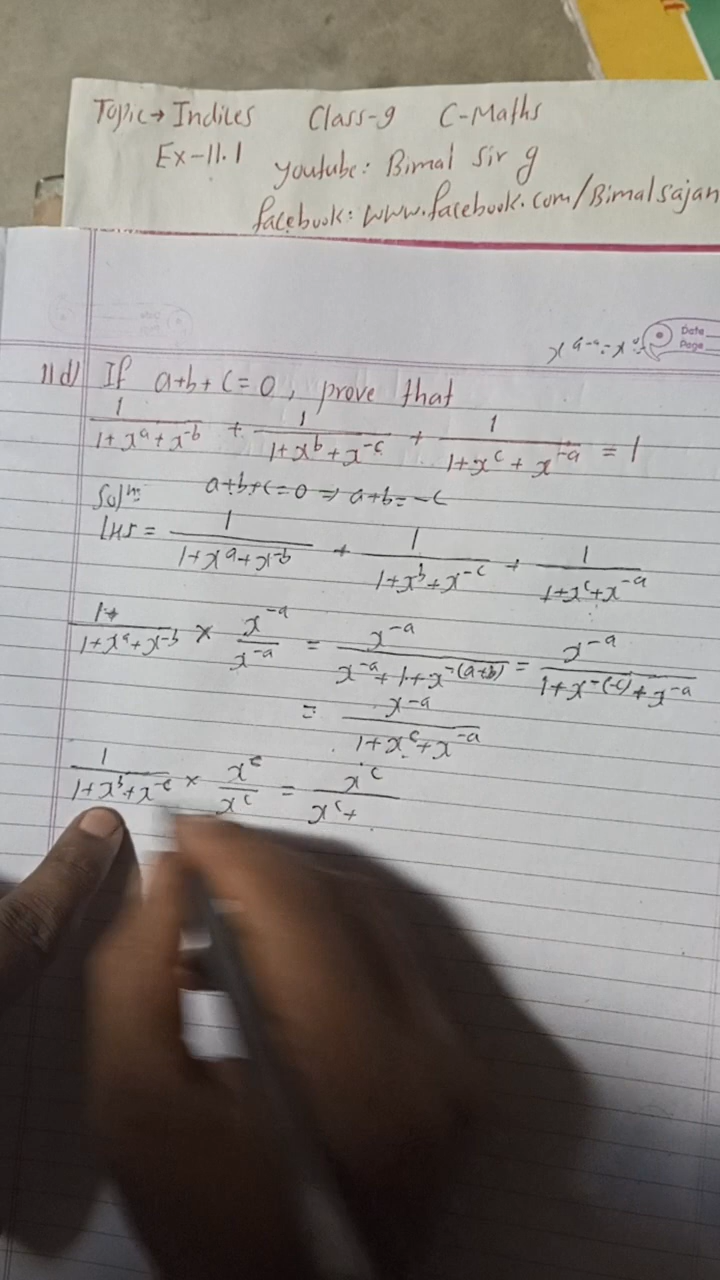 Topic → Indices Class-9 C-Maths
Ex-11.1 youtube: Bimal Sir g
facebook: www.facebook.com/Bimalsajan
Date
Page
11d) If a+b+c=0, prove that
1/(1+x^a+x^-b) + 1/(1+x^b+x^-c) + 1/(1+x^c+x^-a) = 1
Sol^n: a+b+c=0 ⇒ a+b=-c
LHS = 1/(1+x^a+x^-b) + 1/(1+x^b+x^-c) + 1/(1+x^c+x^-a)
1/(1+x^a+x^-b) × x^-a/x^-a = x^-a/(x^-a+1+x^-(a+b)) = x^-a/(1+x^-(-c)+x^-a)
= x^-a/(1+x^c+x^-a)
1/(1+x^b+x^-c) × x^c/x^c = x^c/(x^c+